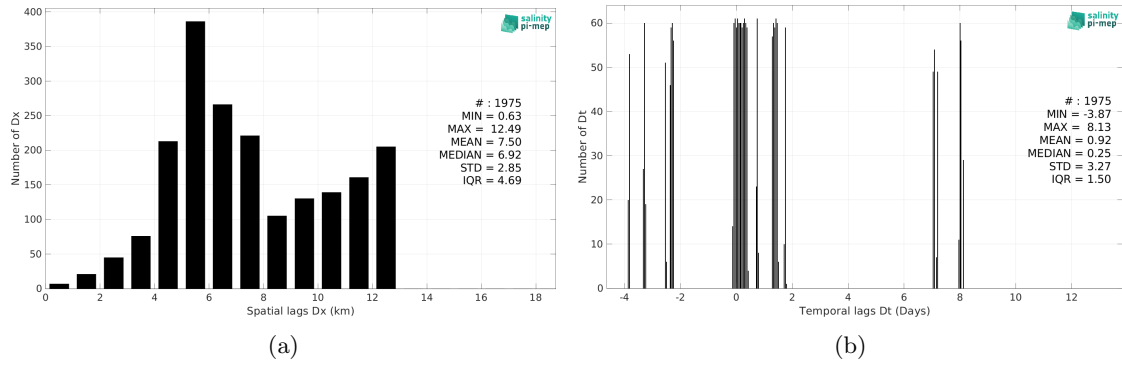 400
350
300
250
200
150
100
50
0
Number of Dx
0 2 4 6 8 10 12 14 16 18
Spatial lags Dx (km)
salinity
pi-mep
# : 1975
MIN = 0.63
MAX = 12.49
MEAN = 7.50
MEDIAN = 6.92
STD = 2.85
IQR = 4.69
(a)
60
50
40
30
20
10
0
Number of Dt
-4 -2 0 2 4 6 8 10 12
Temporal lags Dt (Days)
salinity
pi-mep
# : 1975
MIN = -3.87
MAX = 8.13
MEAN = 0.92
MEDIAN = 0.25
STD = 3.27
IQR = 1.50
(b)